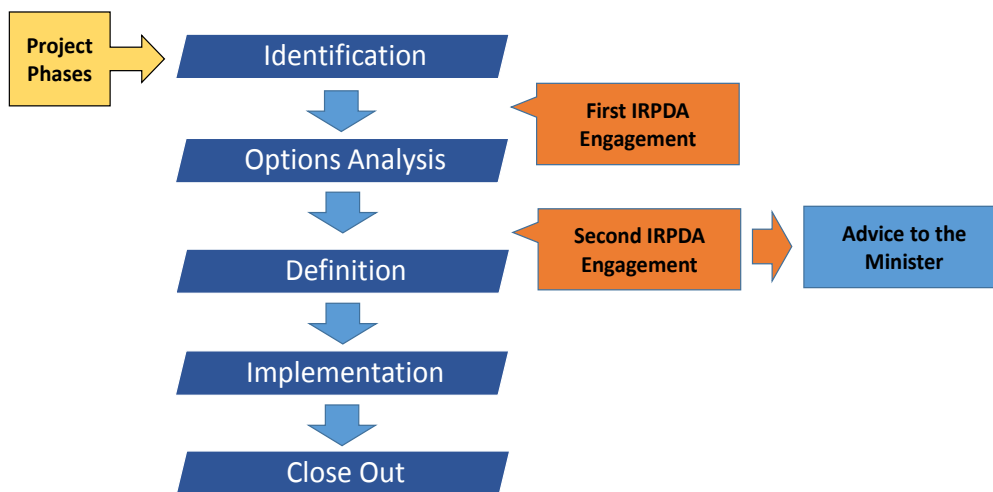 Project
Phases
Identification
First IRPDA
Engagement
Options Analysis
Second IRPDA
Engagement
Advice to the
Minister
Definition
Implementation
Close Out